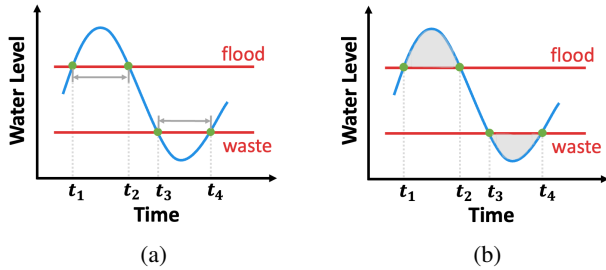 Water Level
flood
waste
t₁ t₂ t₃ t₄
Time
(a)
Water Level
flood
waste
t₁ t₂ t₃ t₄
Time
(b)